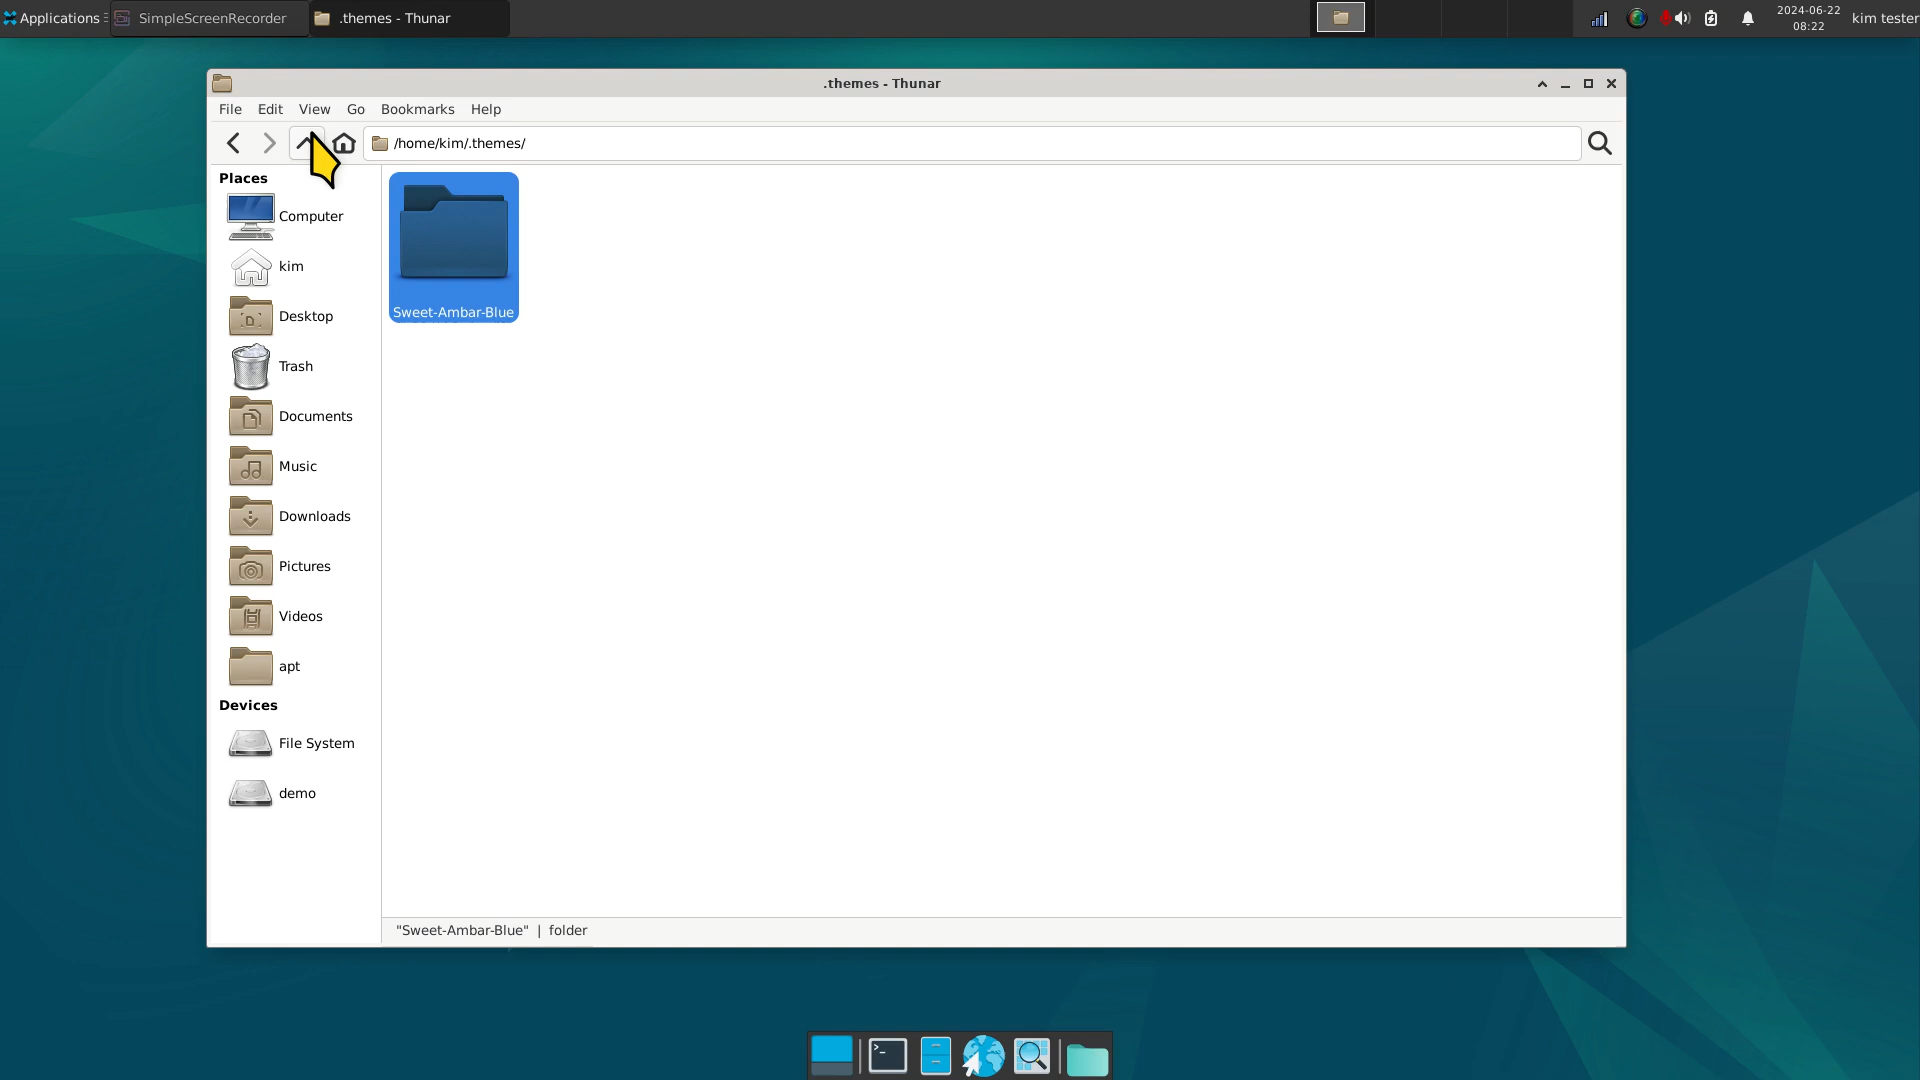 Applications
SimpleScreenRecorder
.themes - Thunar
2024-06-22
08:22
kim tester
.themes - Thunar
File Edit View Go Bookmarks Help
/home/kim/.themes/
Places
Computer
kim
Desktop
Trash
Documents
Music
Downloads
Pictures
Videos
apt
Devices
File System
demo
Sweet-Ambar-Blue
"Sweet-Ambar-Blue" | folder